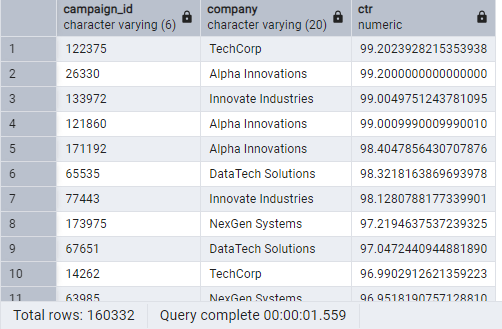 campaign_id company ctr
character varying (6) character varying (20) numeric
1 122375 TechCorp 99.2023928215353938
2 26330 Alpha Innovations 99.2000000000000000
3 133972 Innovate Industries 99.0049751243781095
4 121860 Alpha Innovations 99.0009990009990010
5 171192 Alpha Innovations 98.4047856430707876
6 65535 DataTech Solutions 98.3218163869693978
7 77443 Innovate Industries 98.1280788177339901
8 173975 NexGen Systems 97.2194637537239325
9 67651 DataTech Solutions 97.0472440944881890
10 14262 TechCorp 96.9902912621359223
11 63985 NexGen Systems 96.9518190757128810
Total rows: 160332 Query complete 00:00:01.559